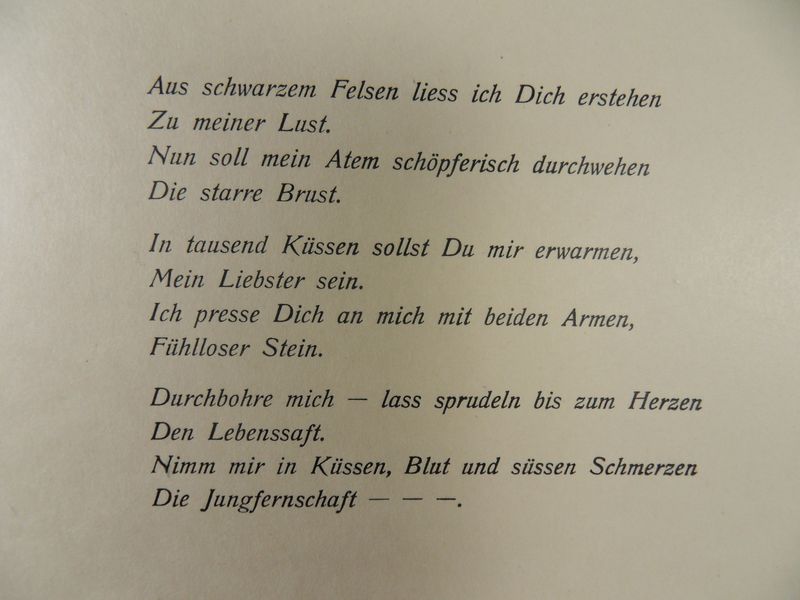 Aus schwarzem Felsen liess ich Dich erstehen
Zu meiner Lust.
Nun soll mein Atem schöpferisch durchwehen
Die starre Brust.
In tausend Küssen sollst Du mir erwarmen,
Mein Liebster sein.
Ich presse Dich an mich mit beiden Armen,
Fühlloser Stein.
Durchbohre mich — lass sprudeln bis zum Herzen
Den Lebenssaft.
Nimm mir in Küssen, Blut und süssen Schmerzen
Die Jungfernschaft — — —.